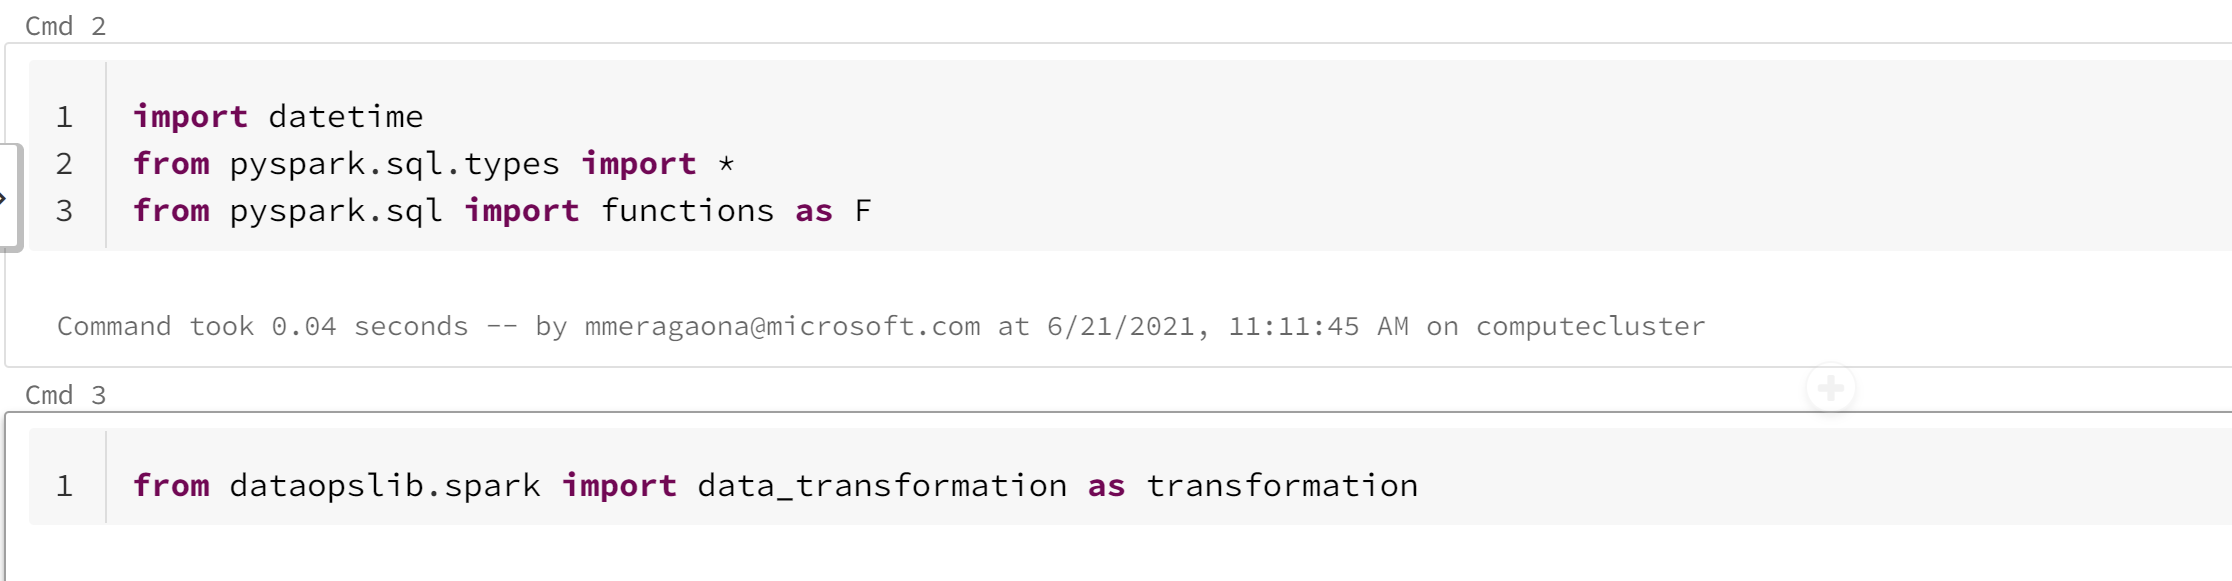 Cmd 2
1 import datetime
2 from pyspark.sql.types import *
3 from pyspark.sql import functions as F
Command took 0.04 seconds -- by mmeragaona@microsoft.com at 6/21/2021, 11:11:45 AM on computecluster
Cmd 3
1 from dataopslib.spark import data_transformation as transformation